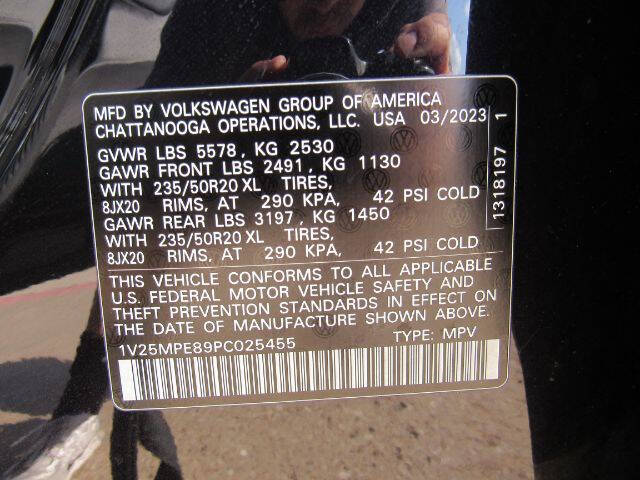 MFD BY VOLKSWAGEN GROUP OF AMERICA
CHATTANOOGA OPERATIONS, LLC. USA 03/2023
GVWR LBS 5578, KG 2530
GAWR FRONT LBS 2491, KG 1130
WITH 235/50R20 XL TIRES,
8JX20 RIMS, AT 290 KPA, 42 PSI COLD
GAWR REAR LBS 3197, KG 1450
WITH 235/50R20 XL TIRES,
8JX20 RIMS, AT 290 KPA, 42 PSI COLD
THIS VEHICLE CONFORMS TO ALL APPLICABLE
U.S. FEDERAL MOTOR VEHICLE SAFETY AND
THEFT PREVENTION STANDARDS IN EFFECT ON
THE DATE OF MANUFACTURE SHOWN ABOVE.
1V25MPE89PC025455 TYPE: MPV
1318197 1